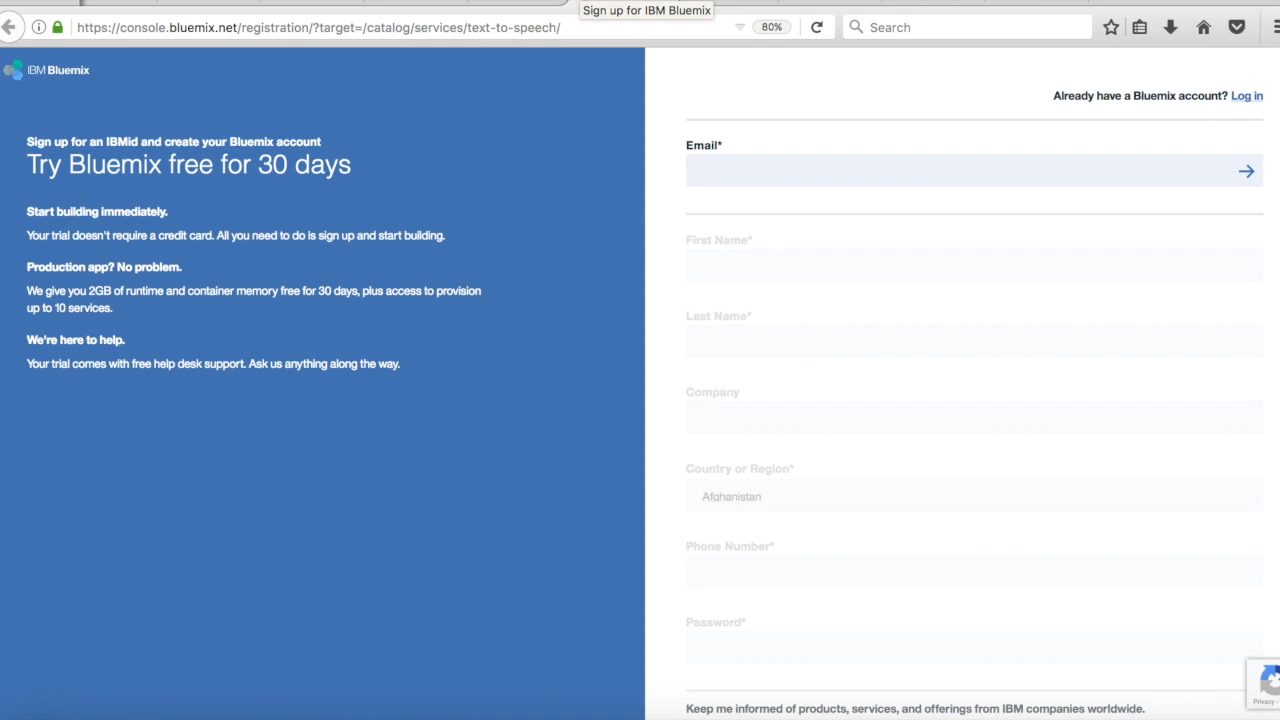 Sign up for IBM Bluemix
https://console.bluemix.net/registration/?target=/catalog/services/text-to-speech/
80%
Search
IBM Bluemix
Already have a Bluemix account? Log in
Sign up for an IBMid and create your Bluemix account
Try Bluemix free for 30 days
Start building immediately.
Your trial doesn't require a credit card. All you need to do is sign up and start building.
Production app? No problem.
We give you 2GB of runtime and container memory free for 30 days, plus access to provision
up to 10 services.
We're here to help.
Your trial comes with free help desk support. Ask us anything along the way.
Email*
First Name*
Last Name*
Company
Country or Region*
Afghanistan
Phone Number*
Password*
Privacy -
Keep me informed of products, services, and offerings from IBM companies worldwide.